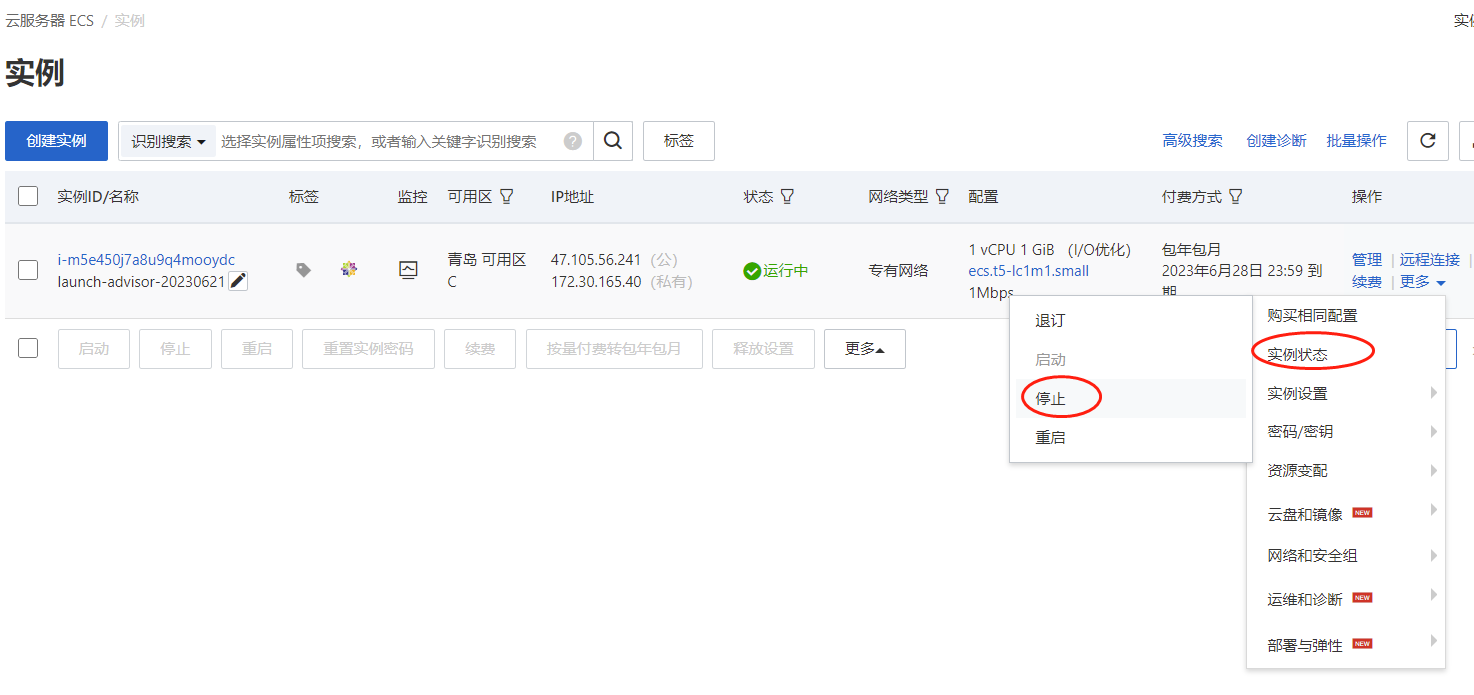 云服务器 ECS / 实例
实例
创建实例 识别搜索 选择实例属性项搜索，或者输入关键字识别搜索 ? 标签 高级搜索 创建诊断 批量操作
实例ID/名称 标签 监控 可用区 IP地址 状态 网络类型 配置 付费方式 操作
i-m5e450j7a8u9q4mooydc
launch-advisor-20230621
青岛 可用区
C
47.105.56.241 (公)
172.30.165.40 (私有)
运行中
专有网络
1 vCPU 1 GiB (I/O优化)
ecs.t5-lc1m1.small
1Mbps
包年包月
2023年6月28日 23:59 到
期
管理 | 远程连接 |
续费 | 更多
启动 停止 重启 重置实例密码 续费 按量付费转包年包月 释放设置 更多
退订
启动
停止
重启
购买相同配置
实例状态
实例设置
密码/密钥
资源变配
云盘和镜像 NEW
网络和安全组
运维和诊断 NEW
部署与弹性 NEW